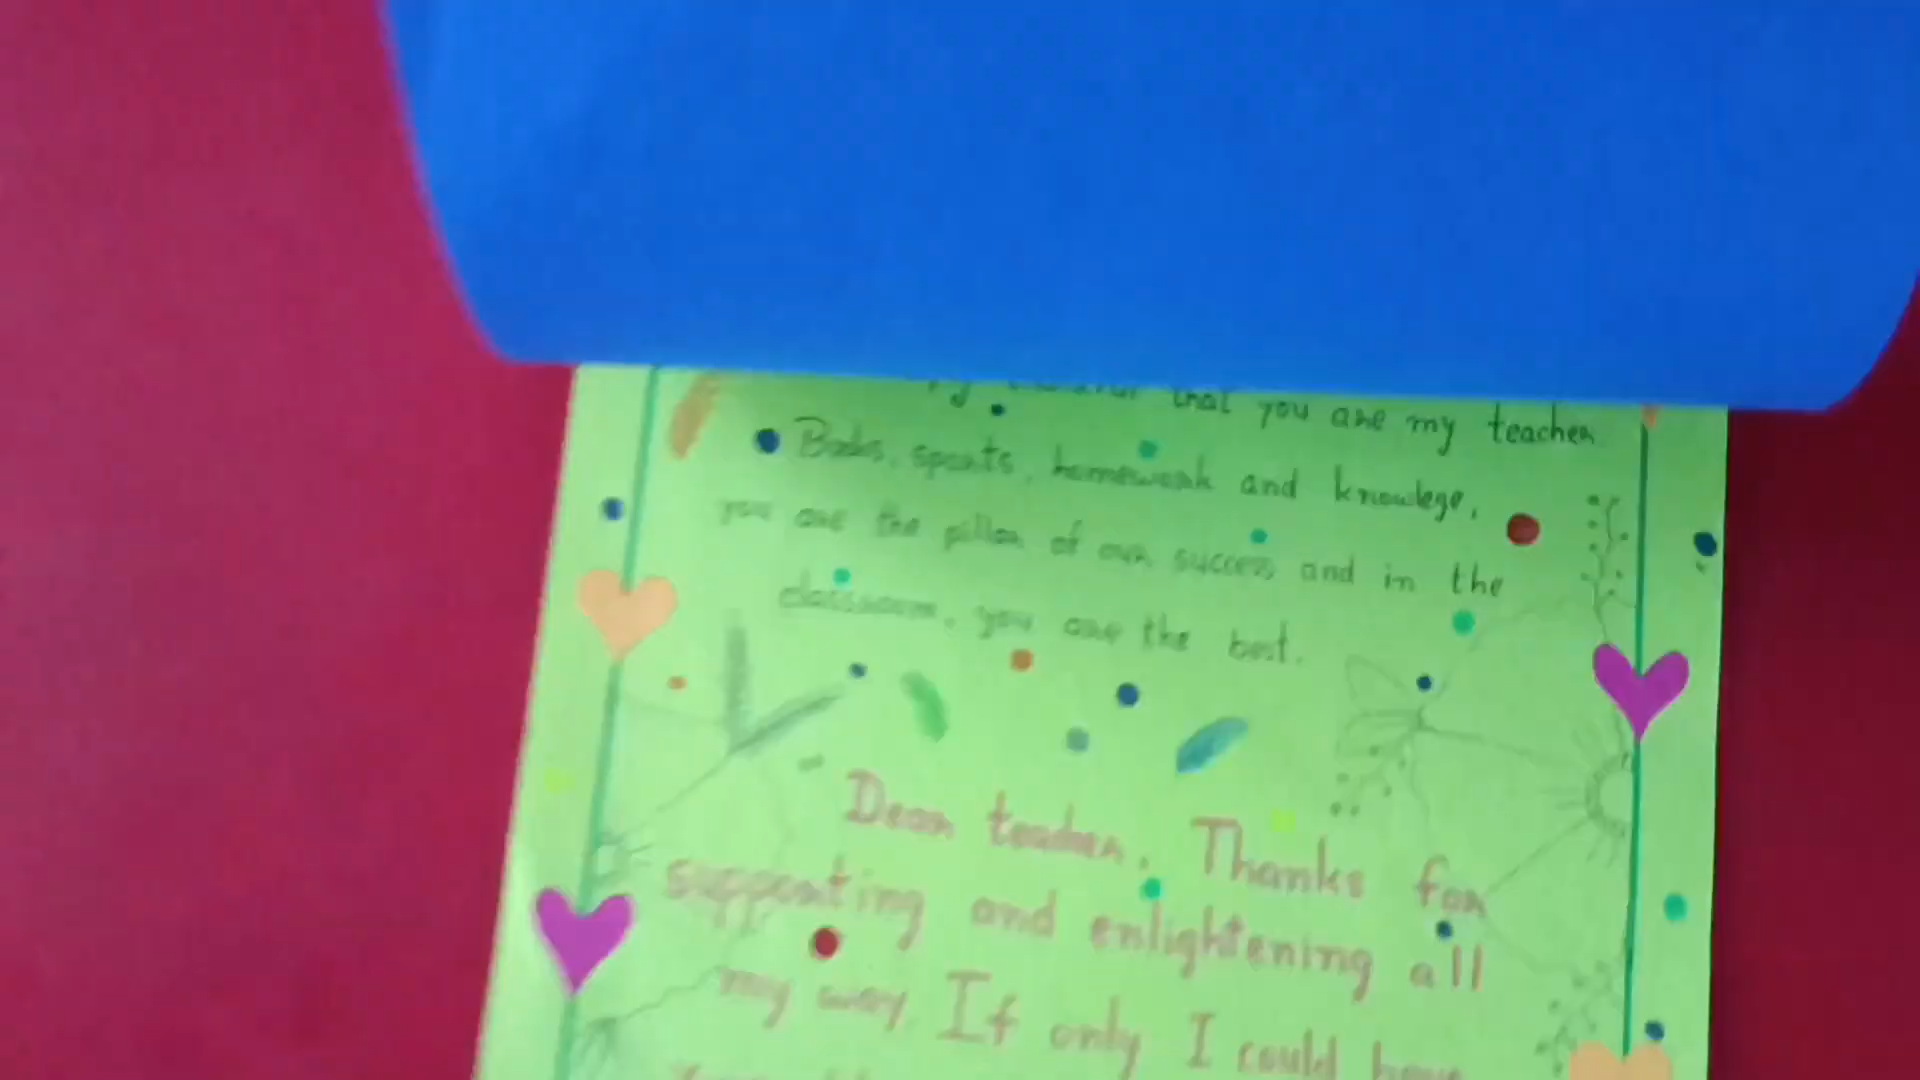 that you are my teacher
Books, sports, homework and knowlege,
you are the pillar of our success and in the
classroom, you are the best.
Dear teacher, Thanks for
supporting and enlightening all
my way. If only I could have